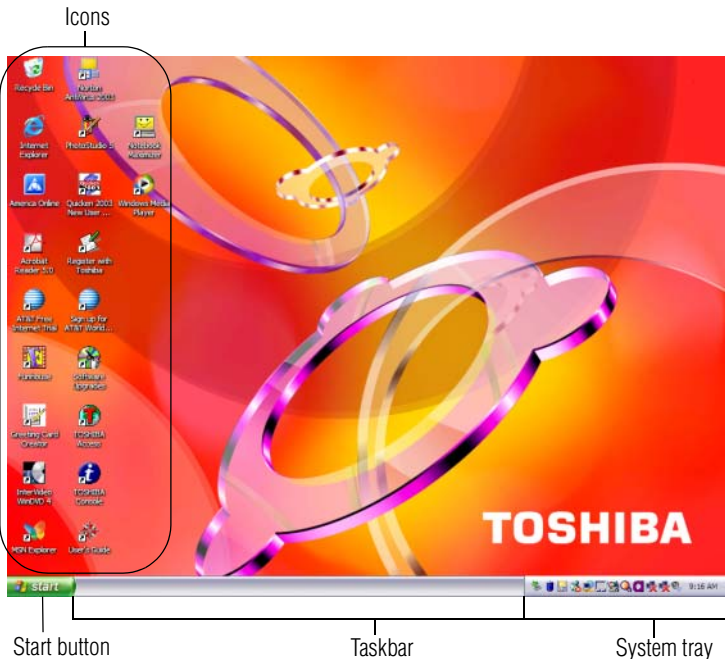 Icons
Recycle Bin
Norton
AntiVirus 2003
Internet
Explorer
PhotoStudio 5
Notebook
Maximizer
America Online
Quicken 2003
New User ...
Windows Media
Player
Acrobat
Reader 5.0
Register with
Toshiba
AT&T Free
Internet Trial
Sign up for
AT&T World...
Funhouse
Software
Upgrades
Greeting Card
Creator
TOSHIBA
Access
InterVideo
WinDVD 4
TOSHIBA
Console
MSN Explorer
User's Guide
TOSHIBA
start
9:16 AM
Start button
Taskbar
System tray